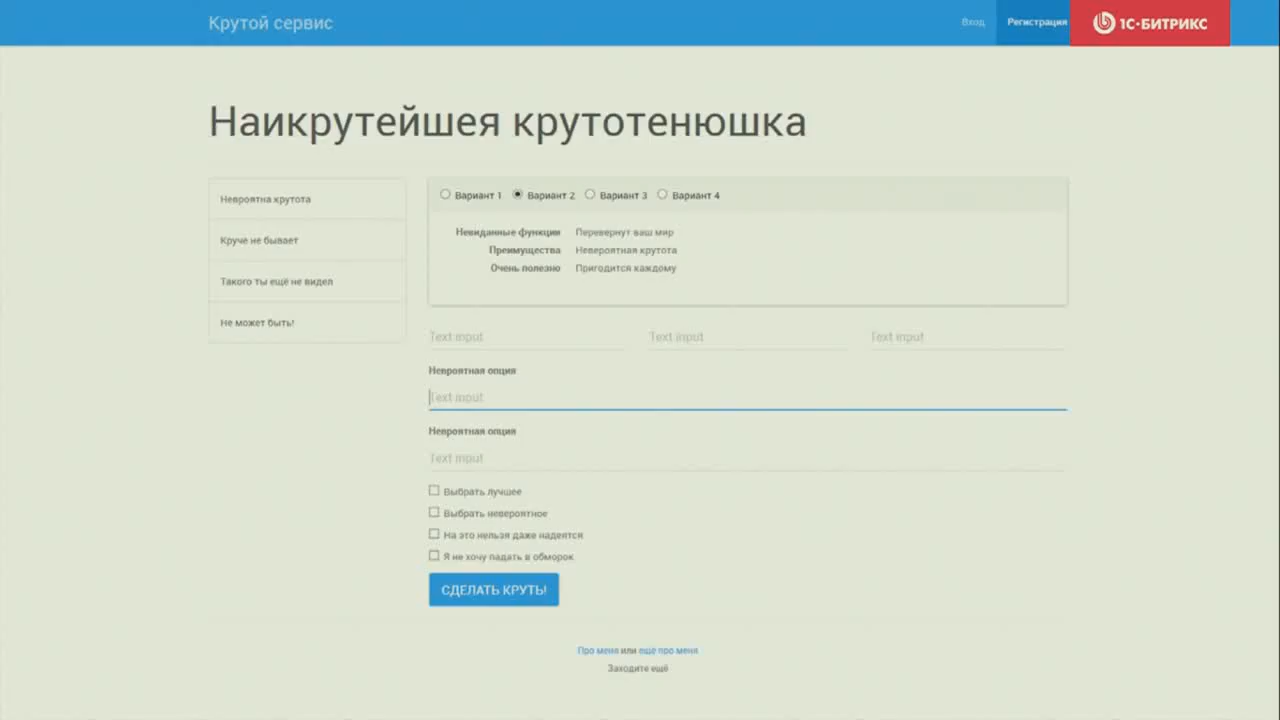 Крутой сервис
Вход
Регистрация
1С·БИТРИКС
Наикрутейшея крутотенюшка
Невроятна крутота
Круче не бывает
Такого ты ещё не видел
Не может быть!
Вариант 1 Вариант 2 Вариант 3 Вариант 4
Невиданные функции Перевернут ваш мир
Преимущества Невероятная крутота
Очень полезно Пригодится каждому
Text input Text input Text input
Невроятная опция
Text input
Невроятная опция
Text input
Выбрать лучшее
Выбрать невероятное
На это нельзя даже надеятся
Я не хочу падать в обморок
СДЕЛАТЬ КРУТЬ!
Про меня или ещё про меня
Заходите ещё